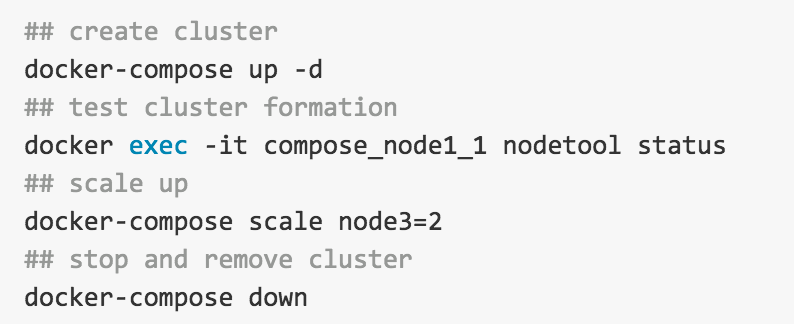 ## create cluster
docker-compose up -d
## test cluster formation
docker exec -it compose_node1_1 nodetool status
## scale up
docker-compose scale node3=2
## stop and remove cluster
docker-compose down